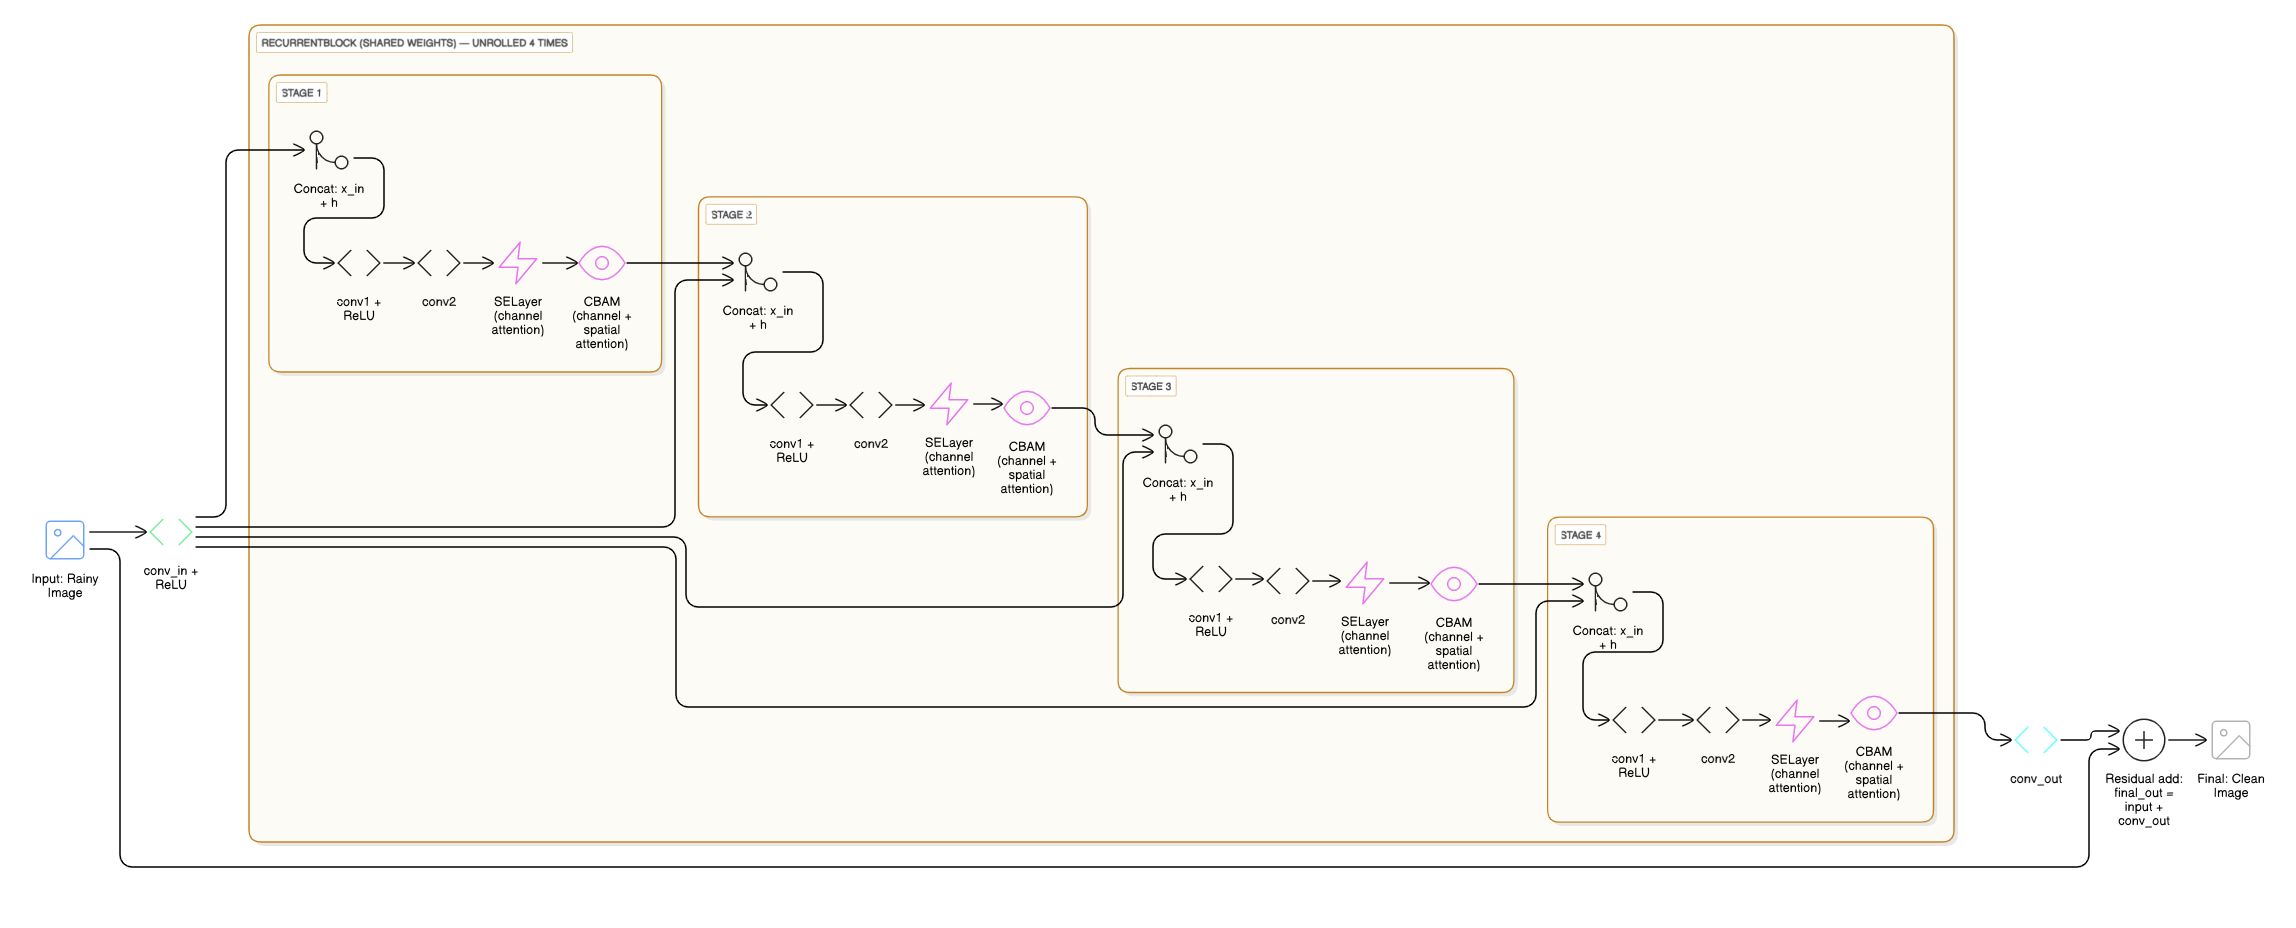 RECURRENTBLOCK (SHARED WEIGHTS) — UNROLLED 4 TIMES
STAGE 1
Concat: x_in
+ h
conv1 +
ReLU
conv2
SELayer
(channel
attention)
CBAM
(channel +
spatial
attention)
STAGE 2
Concat: x_in
+ h
conv1 +
ReLU
conv2
SELayer
(channel
attention)
CBAM
(channel +
spatial
attention)
STAGE 3
Concat: x_in
+ h
conv1 +
ReLU
conv2
SELayer
(channel
attention)
CBAM
(channel +
spatial
attention)
STAGE 4
Concat: x_in
+ h
conv1 +
ReLU
conv2
SELayer
(channel
attention)
CBAM
(channel +
spatial
attention)
Input: Rainy
Image
conv_in +
ReLU
conv_out
Residual add:
final_out =
input +
conv_out
Final: Clean
Image